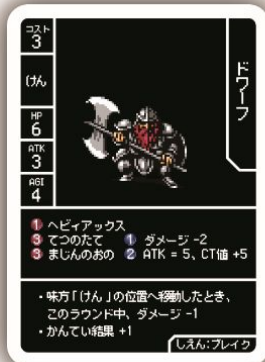 コスト
3
けん
HP
6
ATK
3
AGI
4
ドワーフ
1 ヘビィアックス
3 てつのたて 1 ダメージ -2
3 まじんのおの 2 ATK = 5、CT値 +5
・味方「けん」の位置へ移動したとき、
このラウンド中、ダメージ -1
・かんてい結果 +1
しえん:ブレイク